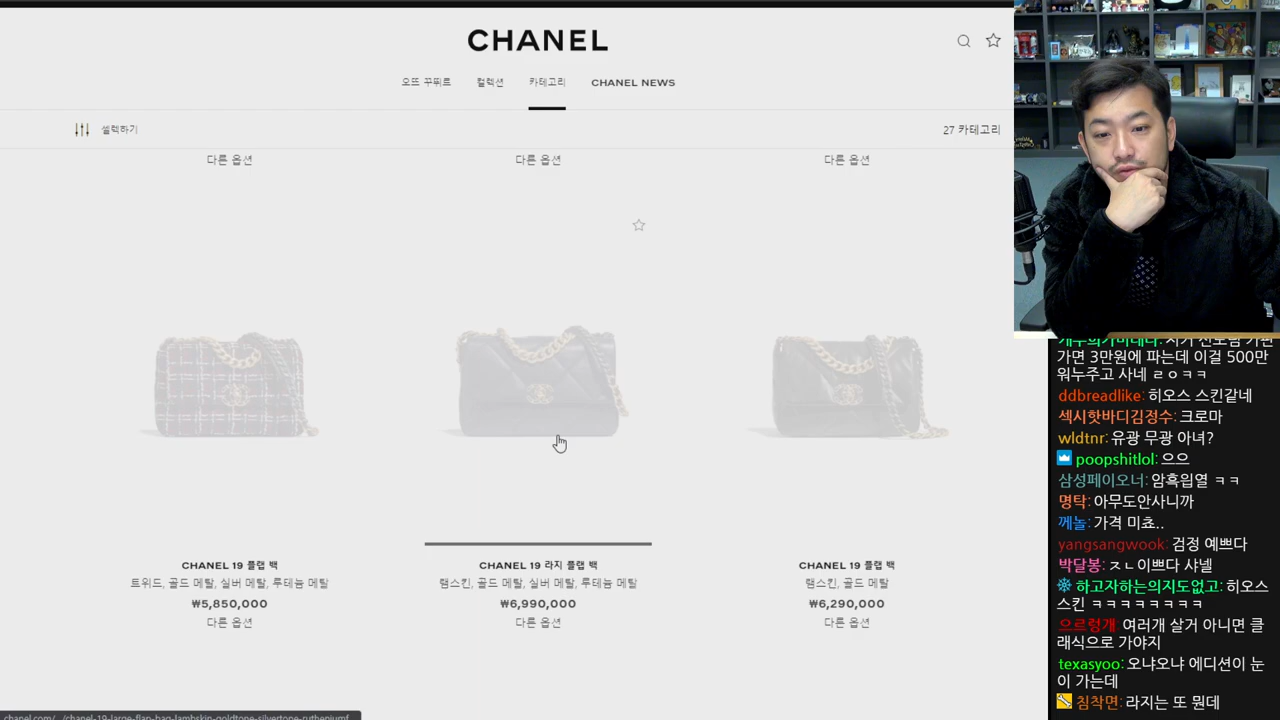 CHANEL
오뜨 꾸뛰르
컬렉션
카테고리
CHANEL NEWS
셀렉하기
27 카테고리
다른 옵션
다른 옵션
다른 옵션
CHANEL 19 플랩 백
트위드, 골드 메탈, 실버 메탈, 루테늄 메탈
₩5,850,000
다른 옵션
CHANEL 19 라지 플랩 백
램스킨, 골드 메탈, 실버 메탈, 루테늄 메탈
₩6,990,000
다른 옵션
CHANEL 19 플랩 백
램스킨, 골드 메탈
₩6,290,000
다른 옵션
가면 3만원에 파는데 이걸 500만
워누주고 사네 ㄹㅇㅋㅋ
ddbreadlike: 히오스 스킨같네
섹시핫바디김정수: 크로마
wldtnr: 유광 무광 아녀?
poopshitlol: 으으
삼성페이오너: 암흑입열 ㅋㅋ
명탁: 아무도안사니까
께놀: 가격 미쵸..
yangsangwook: 검정 예쁘다
박달봉: ㅈㄴ이쁘다 샤넬
하고자하는의지도없고: 히오스
스킨 ㅋㅋㅋㅋㅋㅋㅋㅋ
으르렁개: 여러개 살거 아니면 클
래식으로 가야지
texasyoo: 오냐오냐 에디션이 눈
이 가는데
침착면: 라지는 또 뭔데
chanel.com/.../chanel-19-large-flap-bag-lambskin-goldtone-silvertone-rutheniumf...